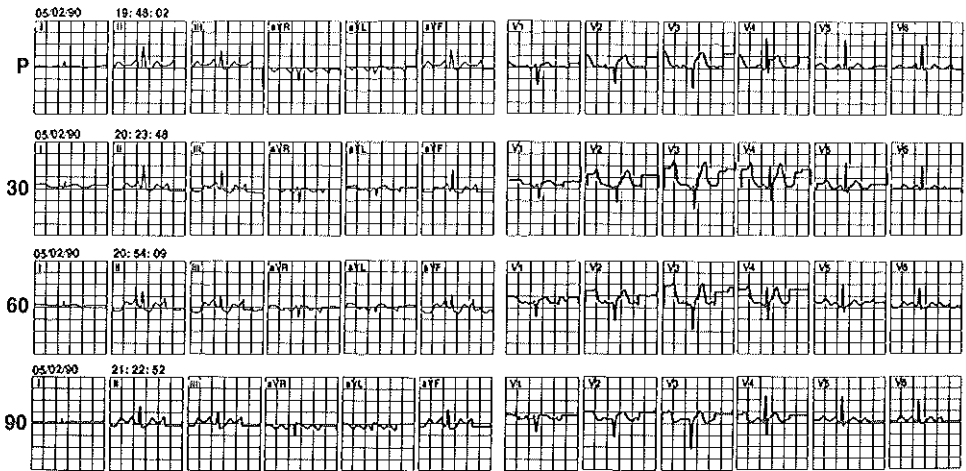 05/02/90 19:48:02
I II III aVR aVL aVF V1 V2 V3 V4 V5 V6
P
05/02/90 20:23:48
I II III aVR aVL aVF V1 V2 V3 V4 V5 V6
30
05/02/90 20:54:09
I II III aVR aVL aVF V1 V2 V3 V4 V5 V6
60
05/02/90 21:22:52
I II III aVR aVL aVF V1 V2 V3 V4 V5 V6
90